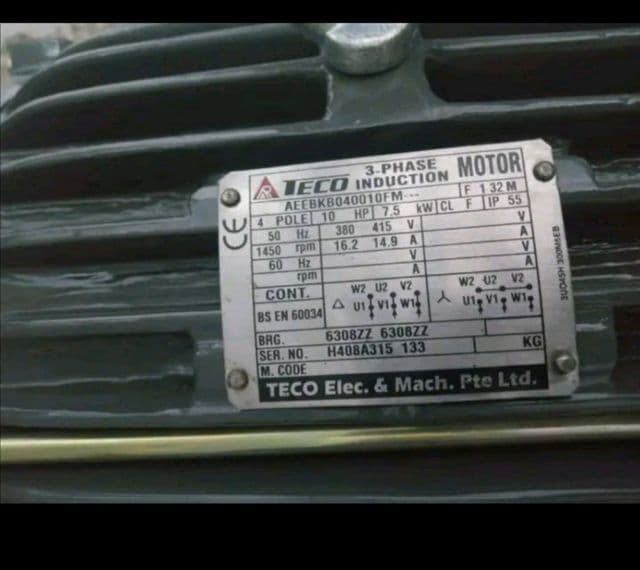 TECO 3-PHASE INDUCTION MOTOR
AEEBKB040010FM--- F 132M
4 POLE 10 HP 7.5 kW CL F IP 55
50 Hz 380 415 V V
1450 rpm 16.2 14.9 A A
60 Hz V V
rpm A A
CONT. W2 U2 V2 W2 U2 V2
△ U1 V1 W1 Y U1 V1 W1
BS EN 60034
BRG. 6308ZZ 6308ZZ
SER. NO. H408A315 133 KG
M. CODE
TECO Elec. & Mach. Pte Ltd.
CE